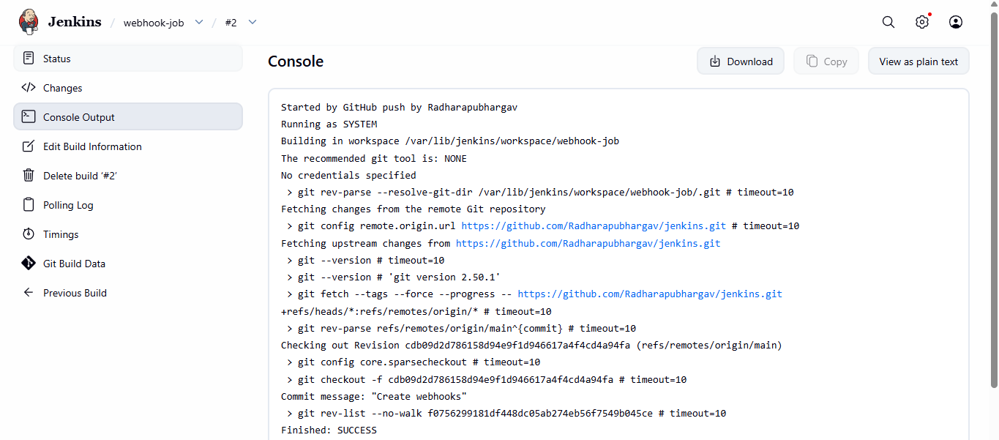 Jenkins / webhook-job / #2
Status
Changes
Console Output
Edit Build Information
Delete build ‘#2’
Polling Log
Timings
Git Build Data
Previous Build
Console
Download
Copy
View as plain text
Started by GitHub push by Radharapubhargav
Running as SYSTEM
Building in workspace /var/lib/jenkins/workspace/webhook-job
The recommended git tool is: NONE
No credentials specified
 > git rev-parse --resolve-git-dir /var/lib/jenkins/workspace/webhook-job/.git # timeout=10
Fetching changes from the remote Git repository
 > git config remote.origin.url https://github.com/Radharapubhargav/jenkins.git # timeout=10
Fetching upstream changes from https://github.com/Radharapubhargav/jenkins.git
 > git --version # timeout=10
 > git --version # 'git version 2.50.1'
 > git fetch --tags --force --progress -- https://github.com/Radharapubhargav/jenkins.git
+refs/heads/*:refs/remotes/origin/* # timeout=10
 > git rev-parse refs/remotes/origin/main^{commit} # timeout=10
Checking out Revision cdb09d2d786158d94e9f1d946617a4f4cd4a94fa (refs/remotes/origin/main)
 > git config core.sparsecheckout # timeout=10
 > git checkout -f cdb09d2d786158d94e9f1d946617a4f4cd4a94fa # timeout=10
Commit message: "Create webhooks"
 > git rev-list --no-walk f0756299181df448dc05ab274eb56f7549b045ce # timeout=10
Finished: SUCCESS